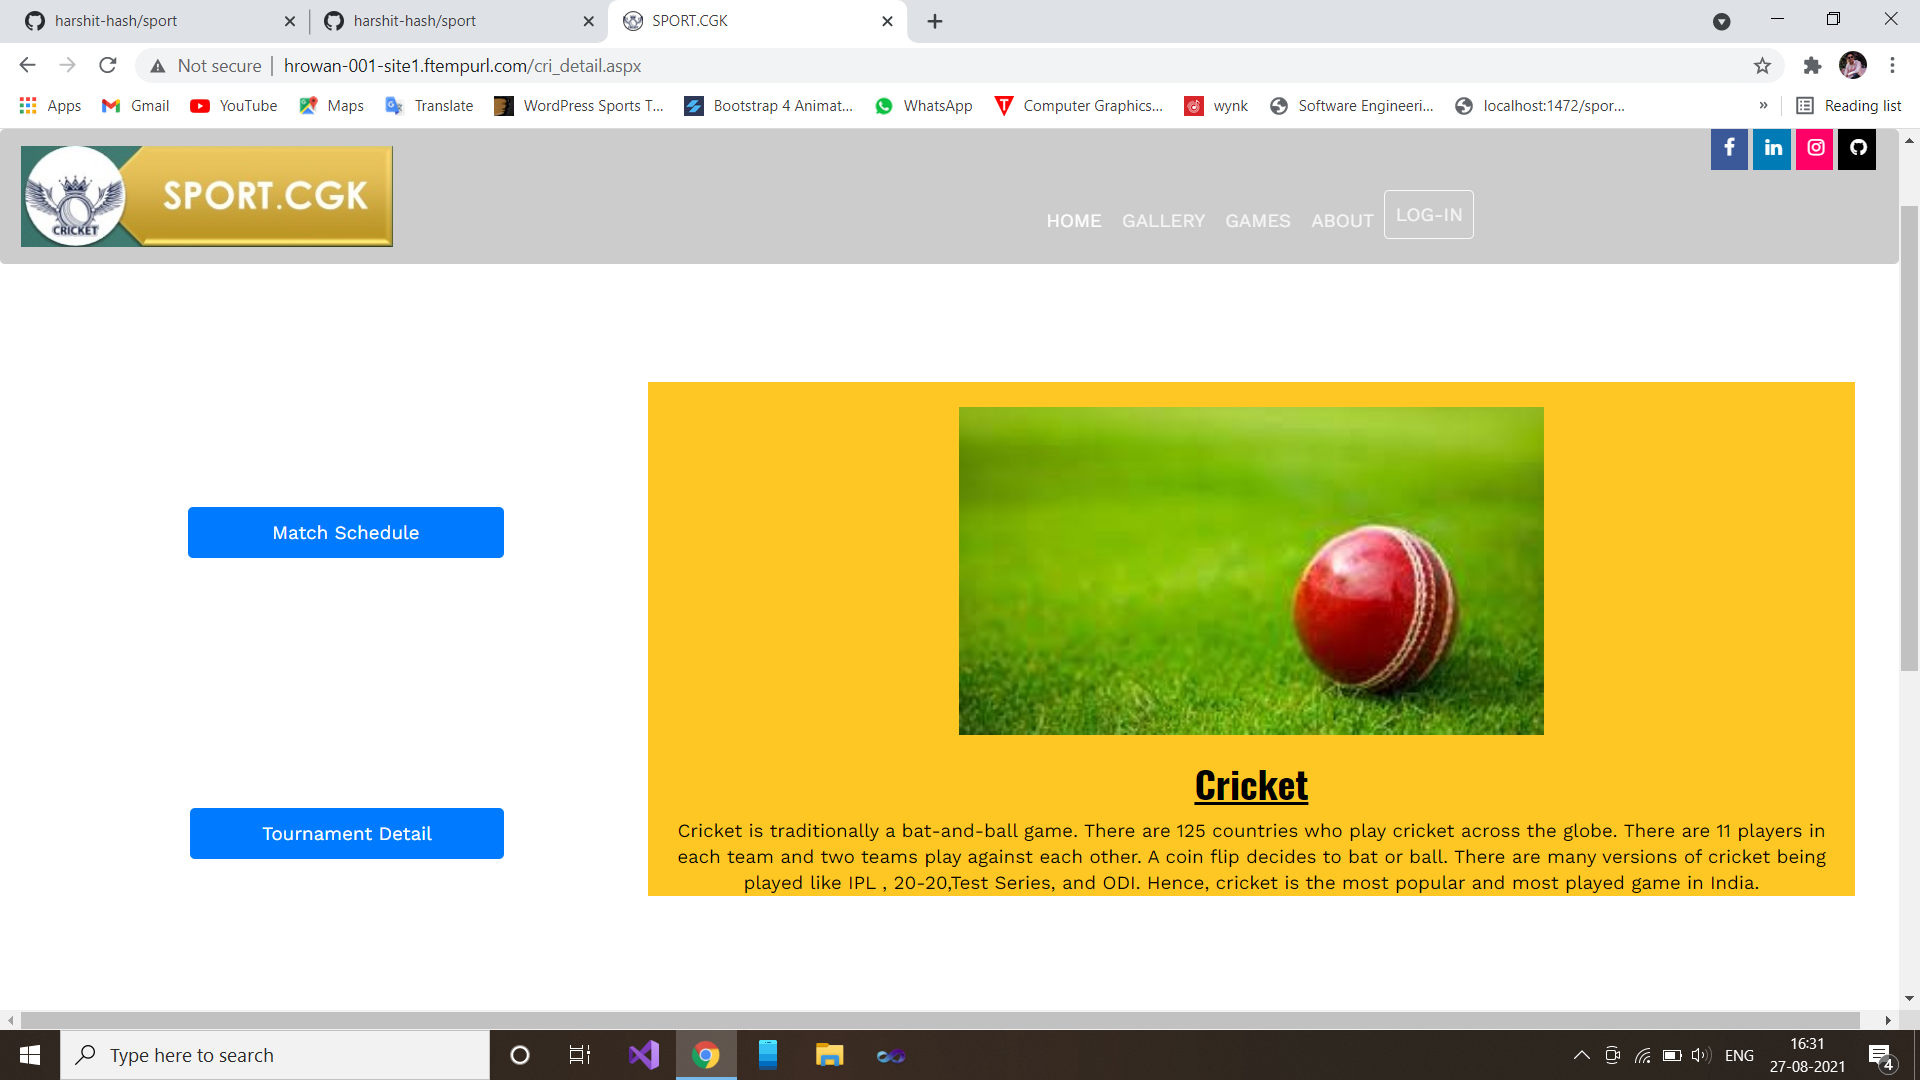 harshit-hash/sport
harshit-hash/sport
SPORT.CGK
Not secure
hrowan-001-site1.ftempurl.com/cri_detail.aspx
Apps
Gmail
YouTube
Maps
Translate
WordPress Sports T...
Bootstrap 4 Animat...
WhatsApp
Computer Graphics...
wynk
Software Engineeri...
localhost:1472/spor...
»
Reading list
CRICKET
SPORT.CGK
HOME
GALLERY
GAMES
ABOUT
LOG-IN
Match Schedule
Tournament Detail
Cricket
Cricket is traditionally a bat-and-ball game. There are 125 countries who play cricket across the globe. There are 11 players in
each team and two teams play against each other. A coin flip decides to bat or ball. There are many versions of cricket being
played like IPL , 20-20,Test Series, and ODI. Hence, cricket is the most popular and most played game in India.
Type here to search
ENG
16:31
27-08-2021
4